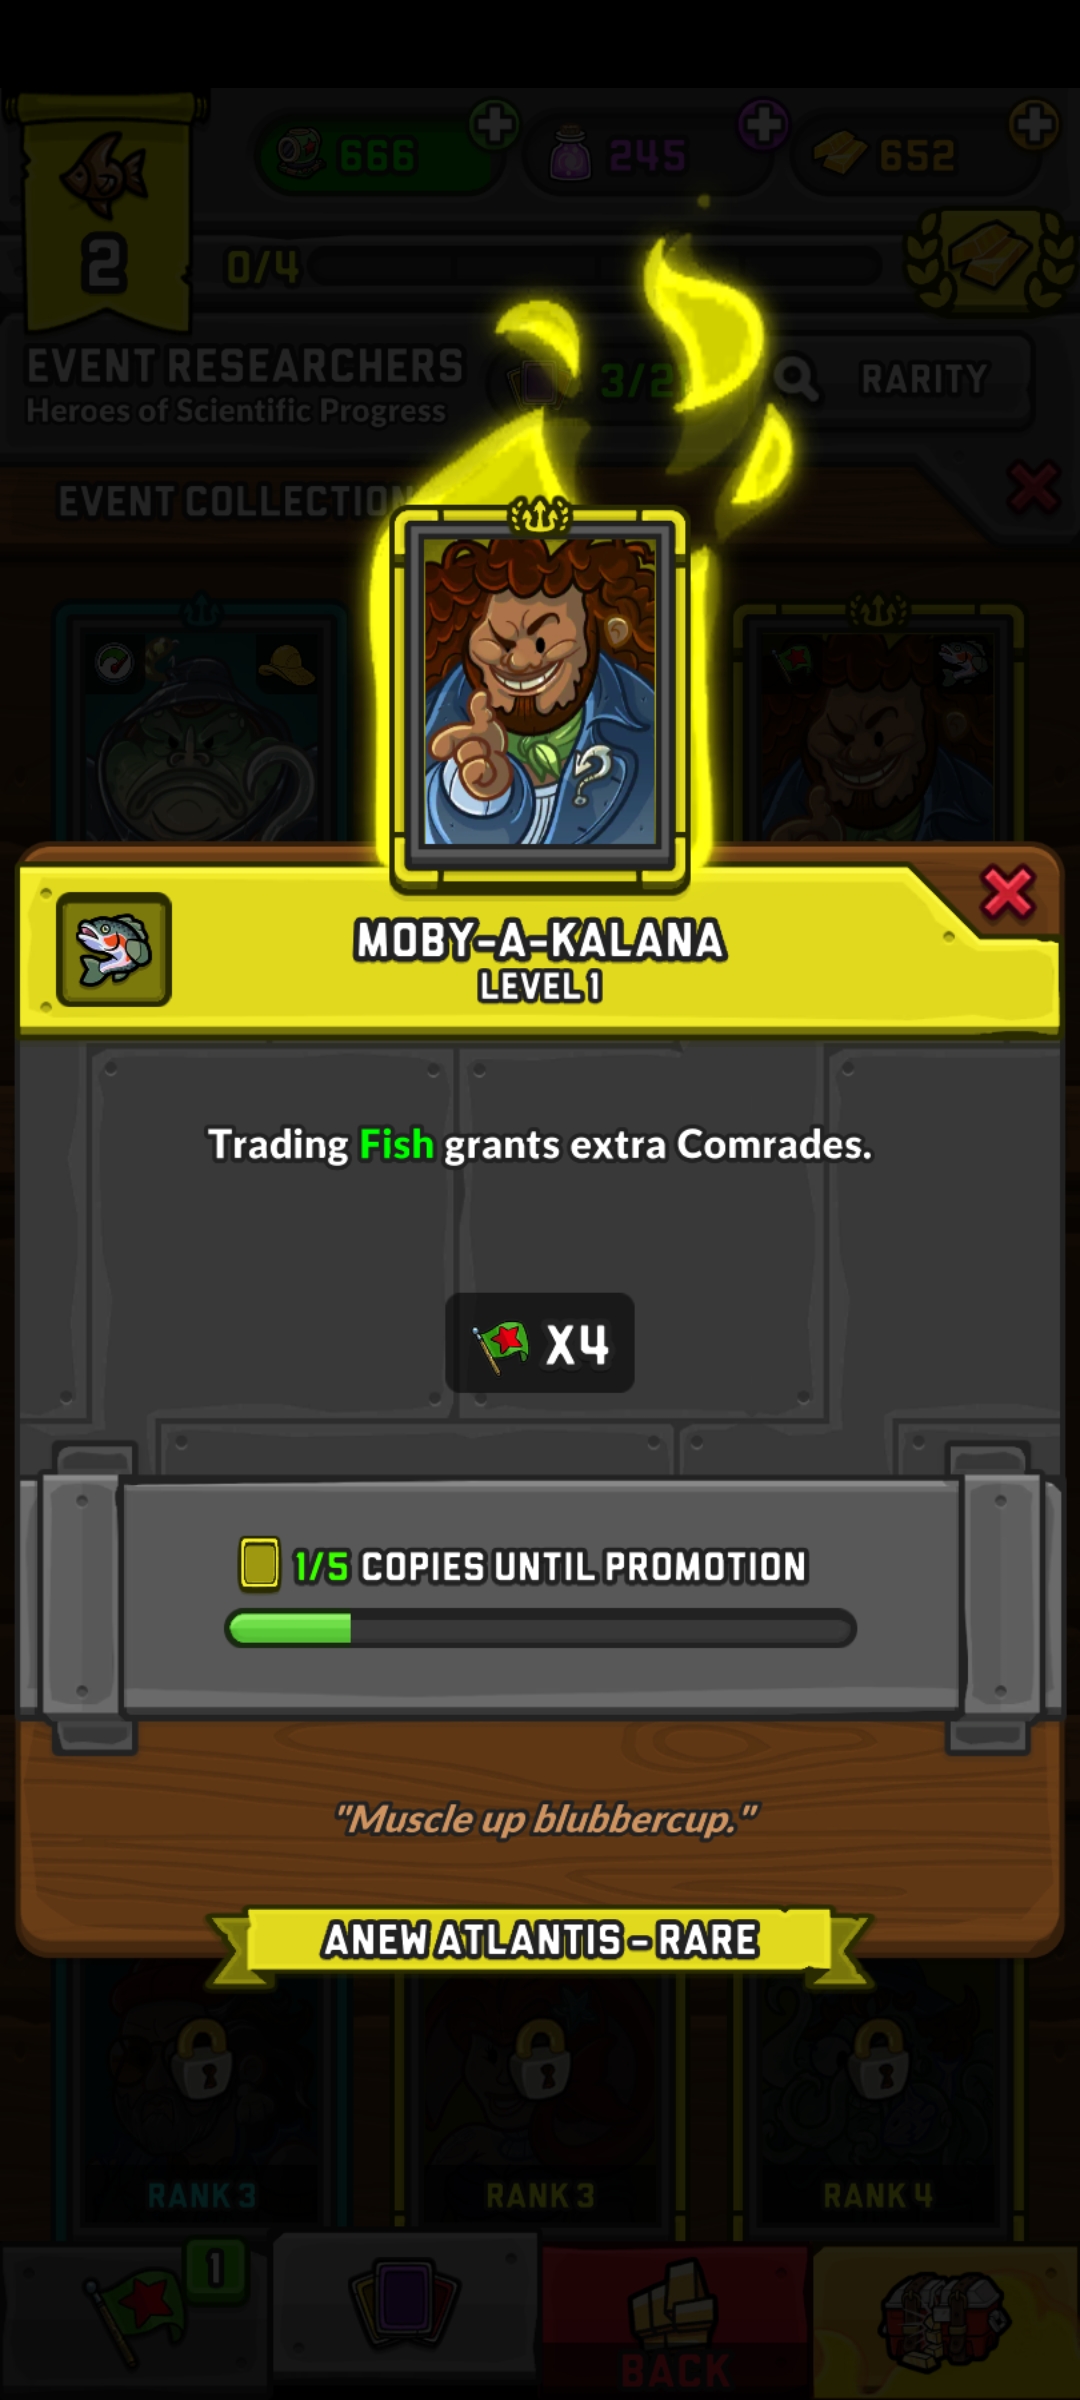 666
245
652
2
0/4
EVENT RESEARCHERS
Heroes of Scientific Progress
RARITY
EVENT COLLECTION
MOBY-A-KALANA
LEVEL 1
Trading Fish grants extra Comrades.
X4
1/5 COPIES UNTIL PROMOTION
"Muscle up blubbercup."
ANEW ATLANTIS - RARE
RANK 3
RANK 3
RANK 4
1
BACK